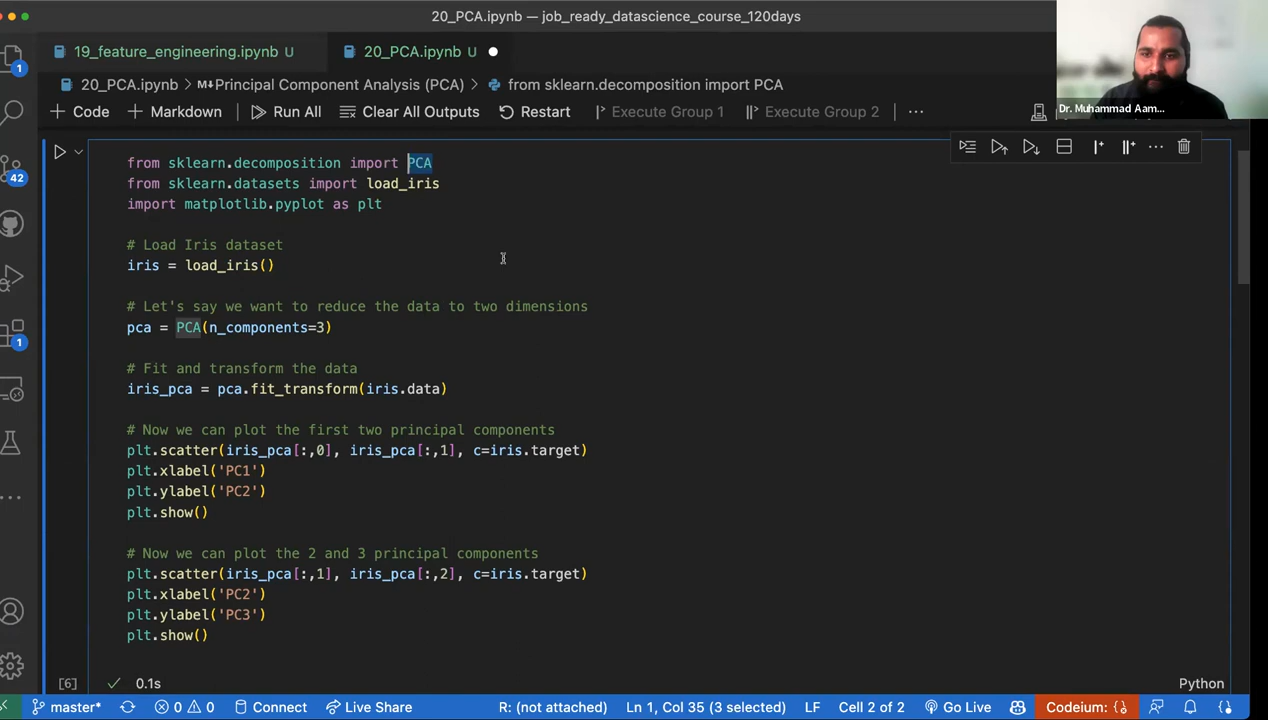 20_PCA.ipynb — job_ready_datascience_course_120days
19_feature_engineering.ipynb U
20_PCA.ipynb U
20_PCA.ipynb > M↓Principal Component Analysis (PCA) > from sklearn.decomposition import PCA
+ Code + Markdown Run All Clear All Outputs Restart Execute Group 1 Execute Group 2 ...
Dr. Muhammad Aam...
from sklearn.decomposition import PCA
from sklearn.datasets import load_iris
import matplotlib.pyplot as plt
# Load Iris dataset
iris = load_iris()
# Let's say we want to reduce the data to two dimensions
pca = PCA(n_components=3)
# Fit and transform the data
iris_pca = pca.fit_transform(iris.data)
# Now we can plot the first two principal components
plt.scatter(iris_pca[:,0], iris_pca[:,1], c=iris.target)
plt.xlabel('PC1')
plt.ylabel('PC2')
plt.show()
# Now we can plot the 2 and 3 principal components
plt.scatter(iris_pca[:,1], iris_pca[:,2], c=iris.target)
plt.xlabel('PC2')
plt.ylabel('PC3')
plt.show()
[6] 0.1s Python
1
42
1
master* 0 0 Connect Live Share R: (not attached) Ln 1, Col 35 (3 selected) LF Cell 2 of 2 Go Live Codeium: {}